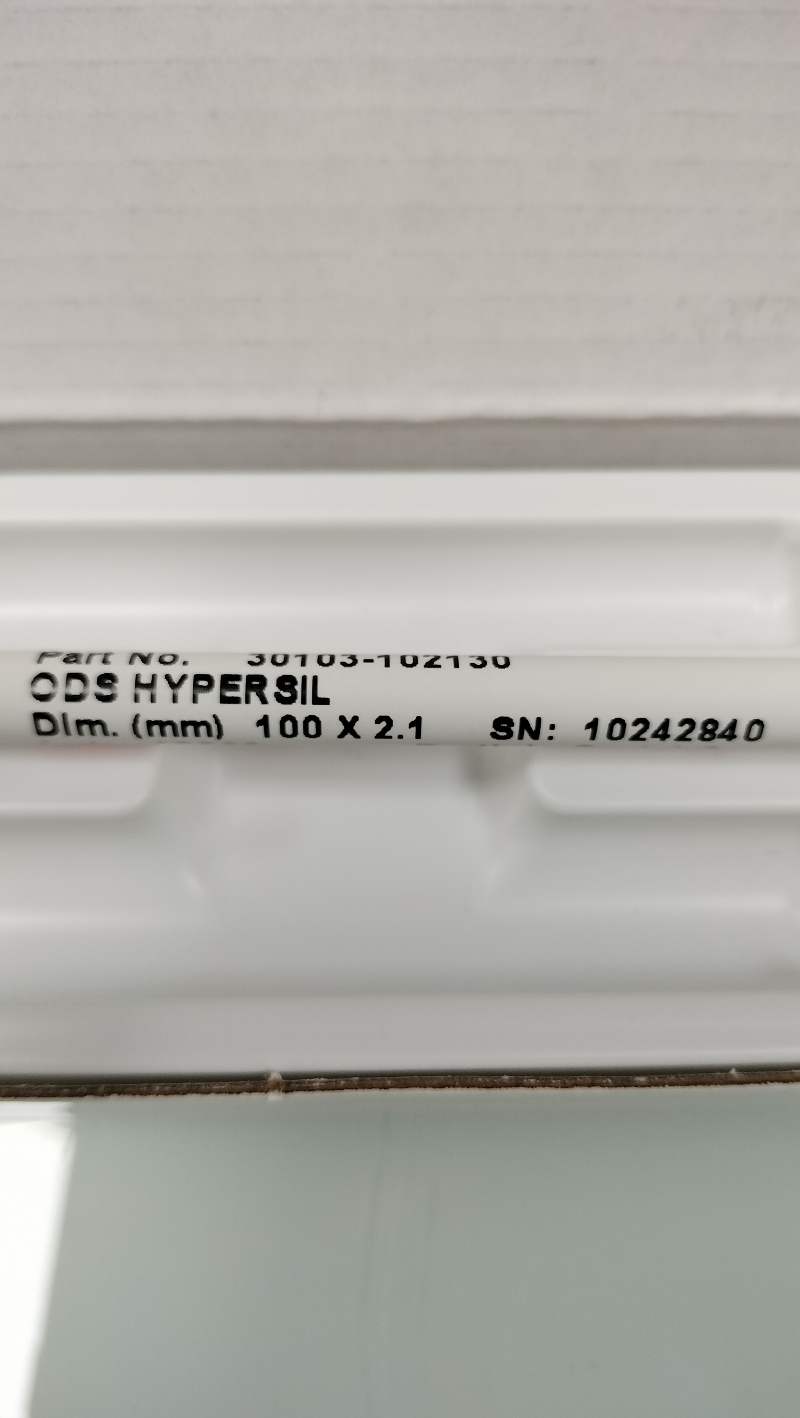 Part No. 30103-102130
ODS HYPERSIL
Dim. (mm) 100 X 2.1 SN: 10242840